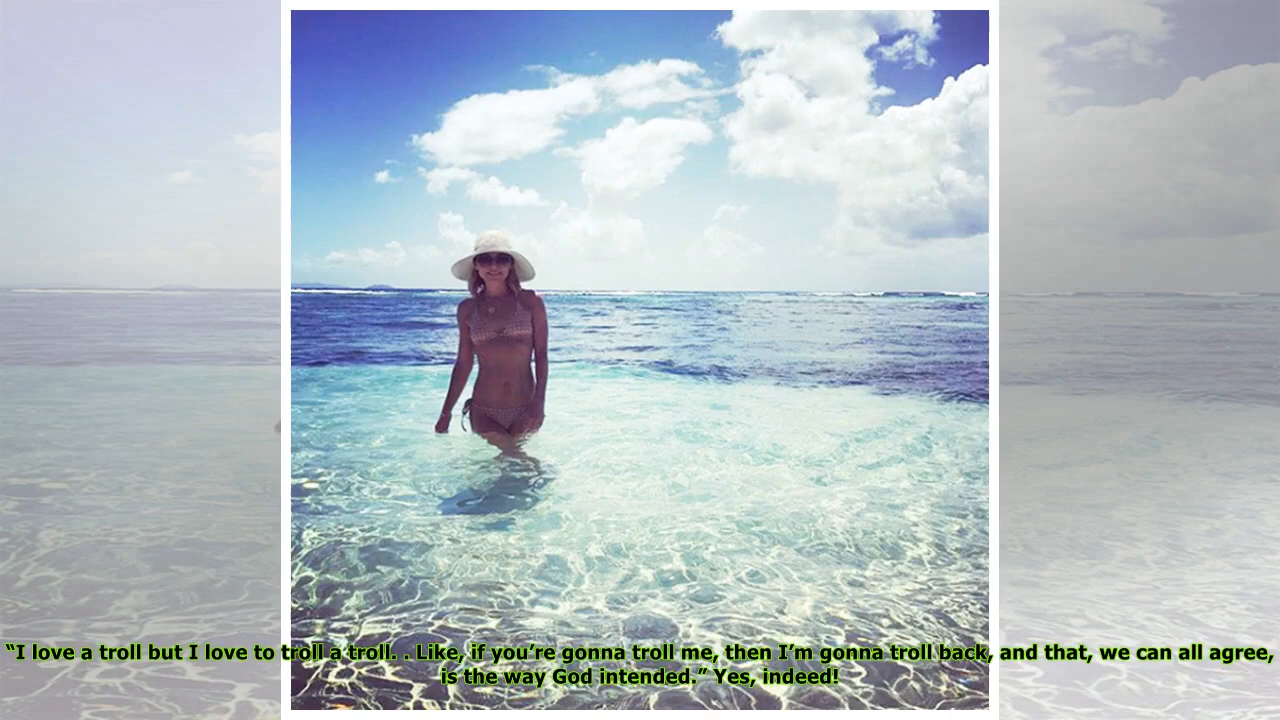 “I love a troll but I love to troll a troll. . Like, if you’re gonna troll me, then I’m gonna troll back, and that, we can all agree,
is the way God intended.” Yes, indeed!